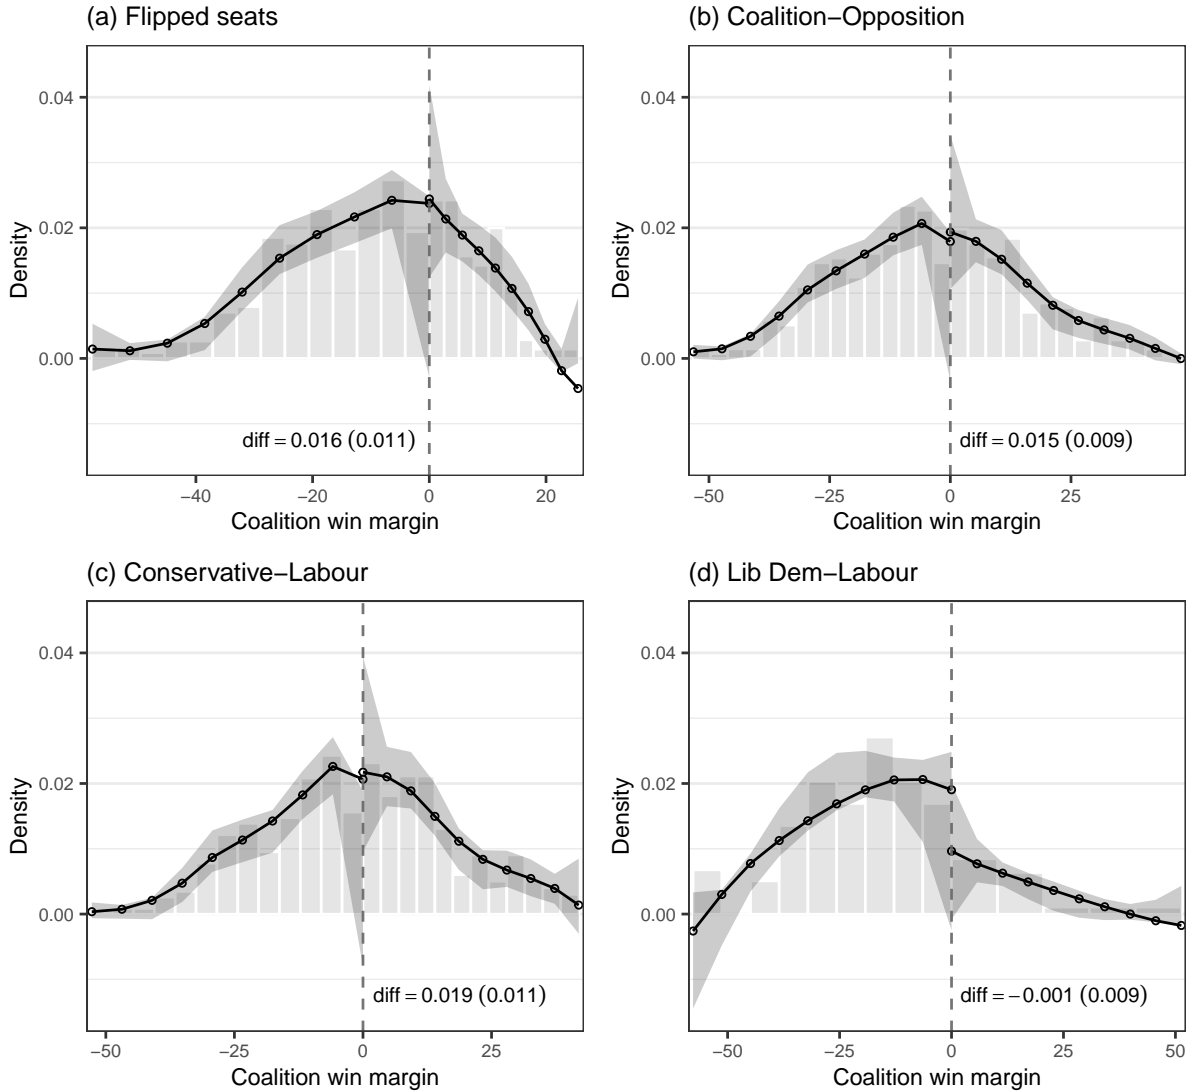 (a) Flipped seats
(b) Coalition−Opposition
0.04
0.02
0.00
Density
diff = 0.016 (0.011)
−40
−20
0
20
Coalition win margin
0.04
0.02
0.00
Density
diff = 0.015 (0.009)
−50
−25
0
25
Coalition win margin
(c) Conservative−Labour
(d) Lib Dem−Labour
0.04
0.02
0.00
Density
diff = 0.019 (0.011)
−50
−25
0
25
Coalition win margin
0.04
0.02
0.00
Density
diff = −0.001 (0.009)
−50
−25
0
25
50
Coalition win margin